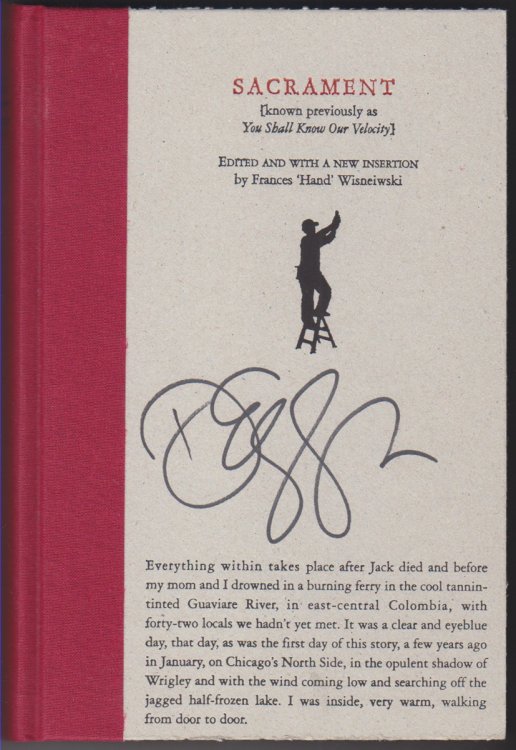 SACRAMENT
{known previously as
You Shall Know Our Velocity}
EDITED AND WITH A NEW INSERTION
by Frances 'Hand' Wisneiwski
D Eggers
Everything within takes place after Jack died and before
my mom and I drowned in a burning ferry in the cool tannin-
tinted Guaviare River, in east-central Colombia, with
forty-two locals we hadn't yet met. It was a clear and eyeblue
day, that day, as was the first day of this story, a few years ago
in January, on Chicago's North Side, in the opulent shadow of
Wrigley and with the wind coming low and searching off the
jagged half-frozen lake. I was inside, very warm, walking
from door to door.